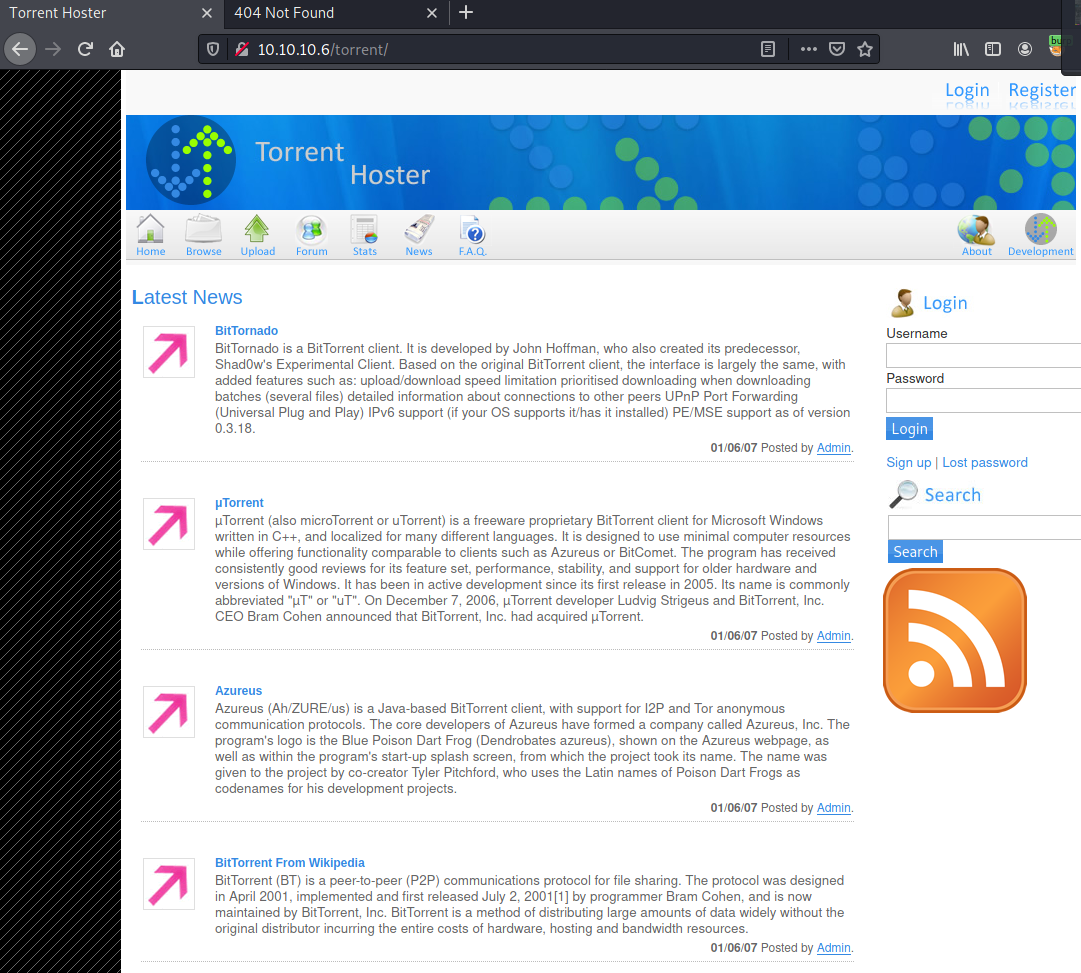 Torrent Hoster
404 Not Found
10.10.10.6/torrent/
Login
Register
Torrent
Hoster
Home
Browse
Upload
Forum
Stats
News
F.A.Q.
About
Development
Latest News
BitTornado
BitTornado is a BitTorrent client. It is developed by John Hoffman, who also created its predecessor,
Shad0w's Experimental Client. Based on the original BitTorrent client, the interface is largely the same, with
added features such as: upload/download speed limitation prioritised downloading when downloading
batches (several files) detailed information about connections to other peers UPnP Port Forwarding
(Universal Plug and Play) IPv6 support (if your OS supports it/has it installed) PE/MSE support as of version
0.3.18.
01/06/07 Posted by Admin.
µTorrent
µTorrent (also microTorrent or uTorrent) is a freeware proprietary BitTorrent client for Microsoft Windows
written in C++, and localized for many different languages. It is designed to use minimal computer resources
while offering functionality comparable to clients such as Azureus or BitComet. The program has received
consistently good reviews for its feature set, performance, stability, and support for older hardware and
versions of Windows. It has been in active development since its first release in 2005. Its name is commonly
abbreviated "µT" or "uT". On December 7, 2006, µTorrent developer Ludvig Strigeus and BitTorrent, Inc.
CEO Bram Cohen announced that BitTorrent, Inc. had acquired µTorrent.
01/06/07 Posted by Admin.
Azureus
Azureus (Ah/ZURE/us) is a Java-based BitTorrent client, with support for I2P and Tor anonymous
communication protocols. The core developers of Azureus have formed a company called Azureus, Inc. The
program's logo is the Blue Poison Dart Frog (Dendrobates azureus), shown on the Azureus webpage, as
well as within the program's start-up splash screen, from which the project took its name. The name was
given to the project by co-creator Tyler Pitchford, who uses the Latin names of Poison Dart Frogs as
codenames for his development projects.
01/06/07 Posted by Admin.
BitTorrent From Wikipedia
BitTorrent (BT) is a peer-to-peer (P2P) communications protocol for file sharing. The protocol was designed
in April 2001, implemented and first released July 2, 2001[1] by programmer Bram Cohen, and is now
maintained by BitTorrent, Inc. BitTorrent is a method of distributing large amounts of data widely without the
original distributor incurring the entire costs of hardware, hosting and bandwidth resources.
01/06/07 Posted by Admin.
Login
Username
Password
Login
Sign up | Lost password
Search
Search